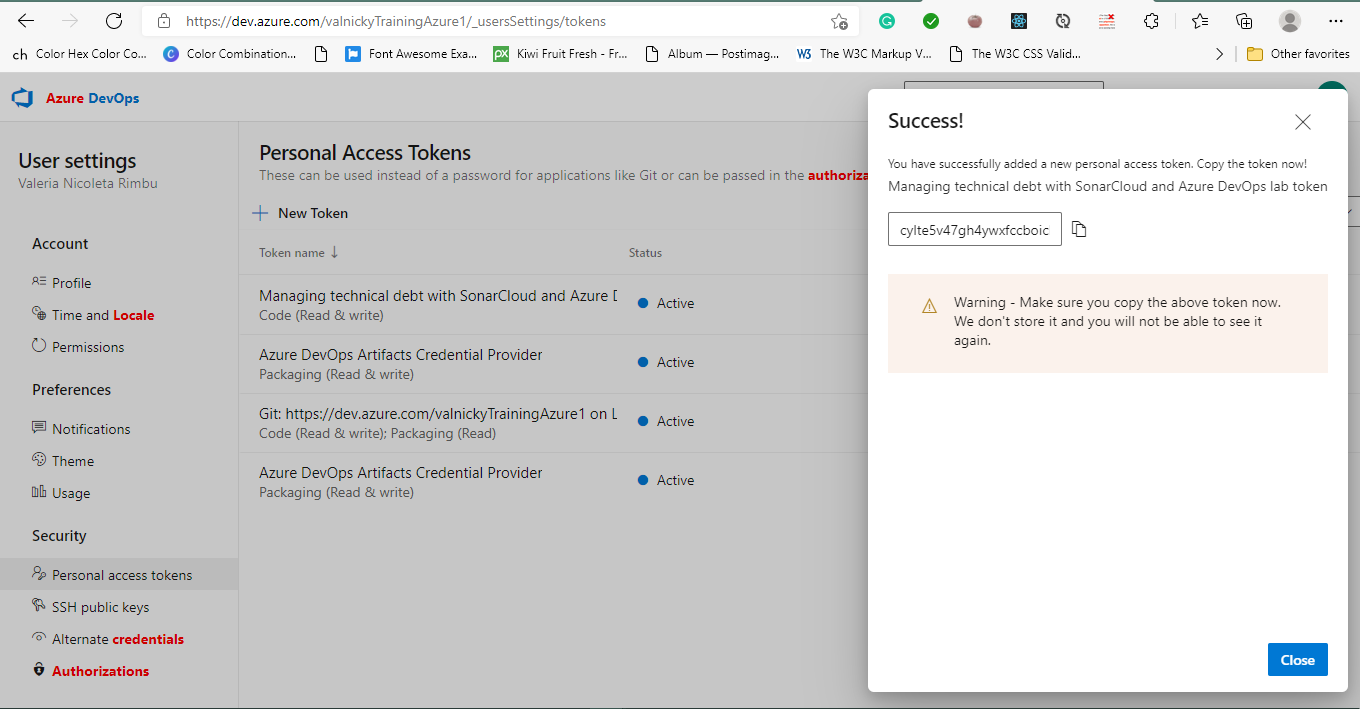 https://dev.azure.com/valnickyTrainingAzure1/_usersSettings/tokens
ch Color Hex Color Co...
C Color Combination...
Font Awesome Exa...
px Kiwi Fruit Fresh - Fr...
Album — Postimag...
W3 The W3C Markup V...
The W3C CSS Valid...
Other favorites
Azure DevOps
User settings
Valeria Nicoleta Rimbu
Account
Profile
Time and Locale
Permissions
Preferences
Notifications
Theme
Usage
Security
Personal access tokens
SSH public keys
Alternate credentials
Authorizations
Personal Access Tokens
These can be used instead of a password for applications like Git or can be passed in the
New Token
Token name ↓ Status
Managing technical debt with SonarCloud and Azure
Code (Read & write)
Active
Azure DevOps Artifacts Credential Provider
Packaging (Read & write)
Active
Git: https://dev.azure.com/valnickyTrainingAzure1 on
Code (Read & write); Packaging (Read)
Active
Azure DevOps Artifacts Credential Provider
Packaging (Read & write)
Active
Success!
You have successfully added a new personal access token. Copy the token now!
Managing technical debt with SonarCloud and Azure DevOps lab token
cylte5v47gh4ywxfccboic
Warning - Make sure you copy the above token now.
We don't store it and you will not be able to see it
again.
Close